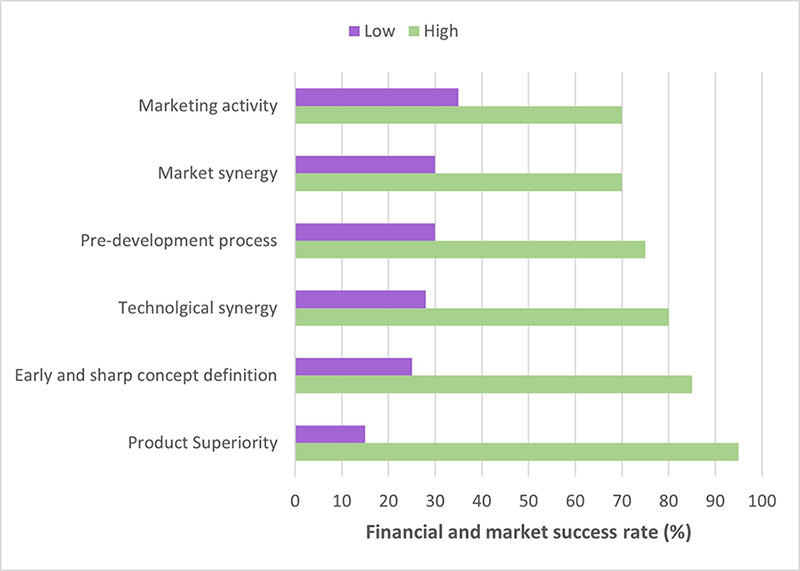 Low High
Marketing activity
Market synergy
Pre-development process
Technolgical synergy
Early and sharp concept definition
Product Superiority
0 10 20 30 40 50 60 70 80 90 100
Financial and market success rate (%)